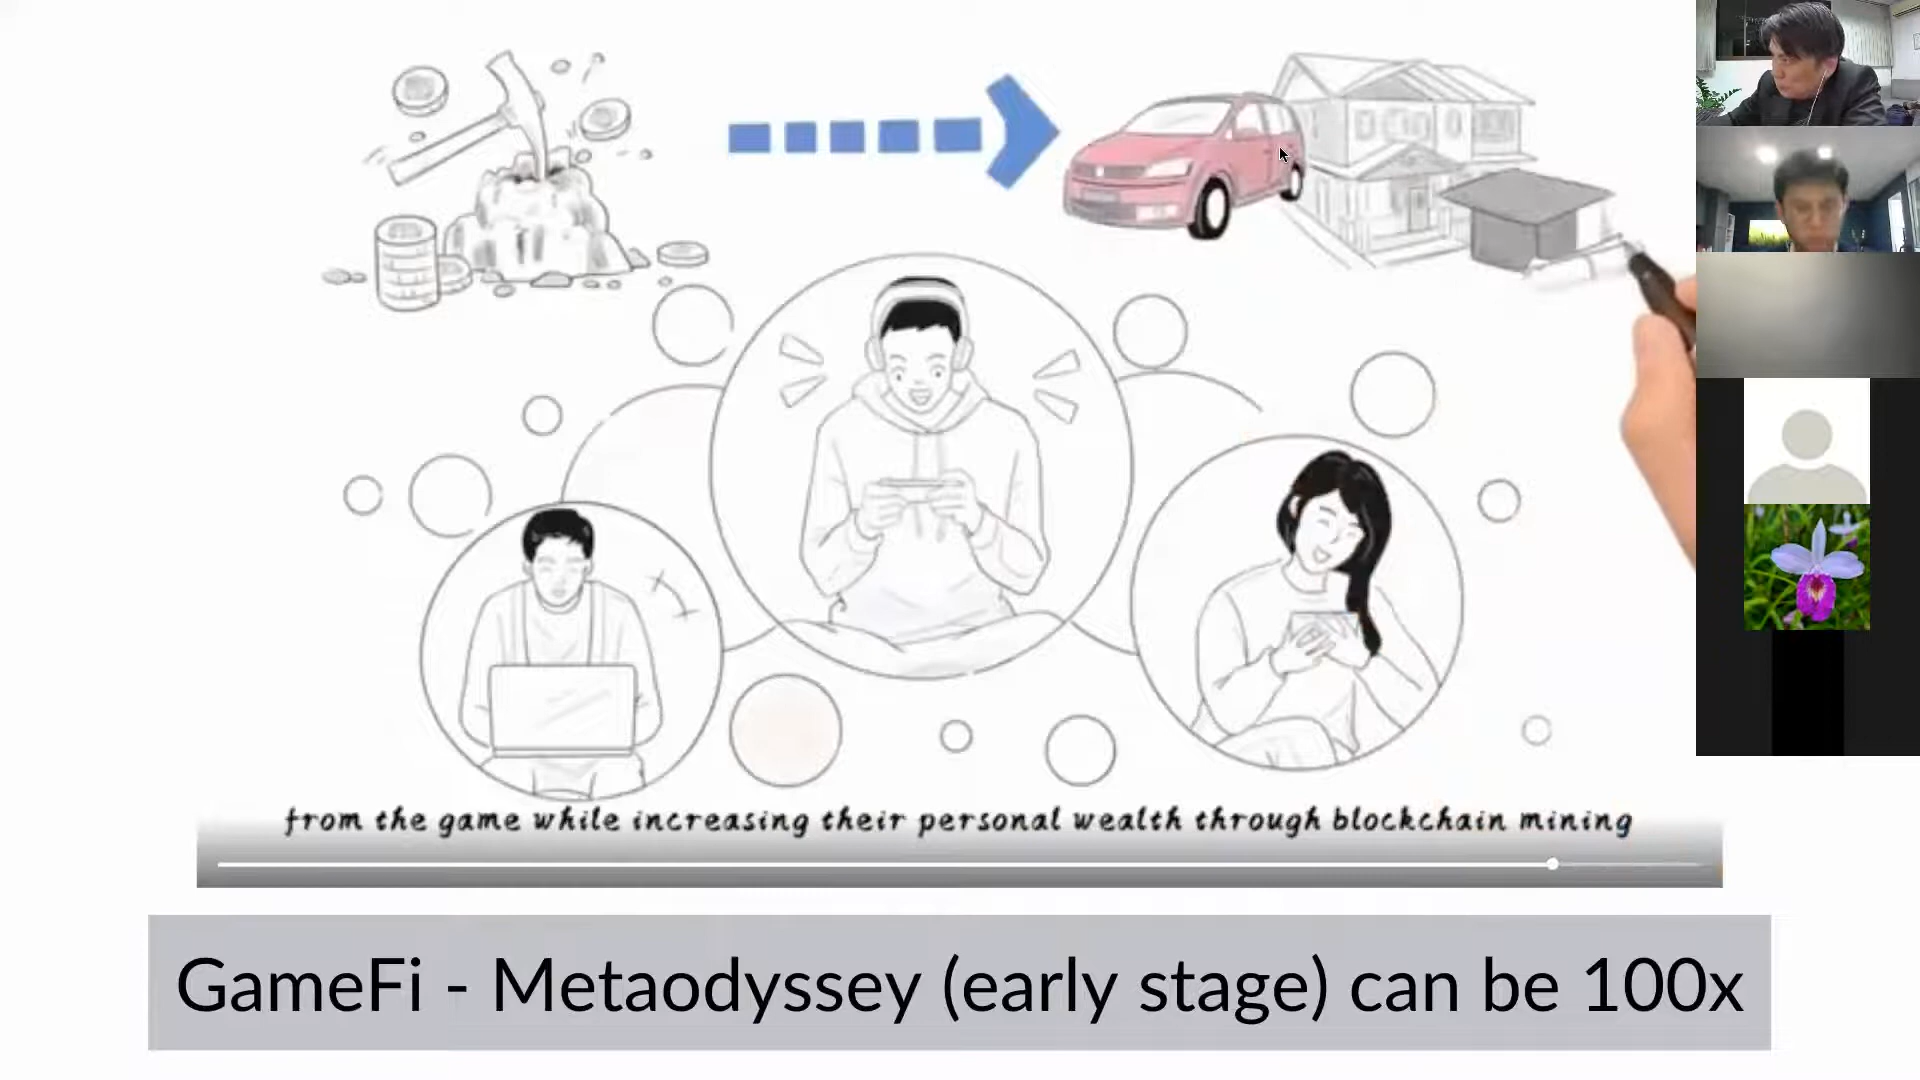 from the game while increasing their personal wealth through blockchain mining
GameFi - Metaodyssey (early stage) can be 100x